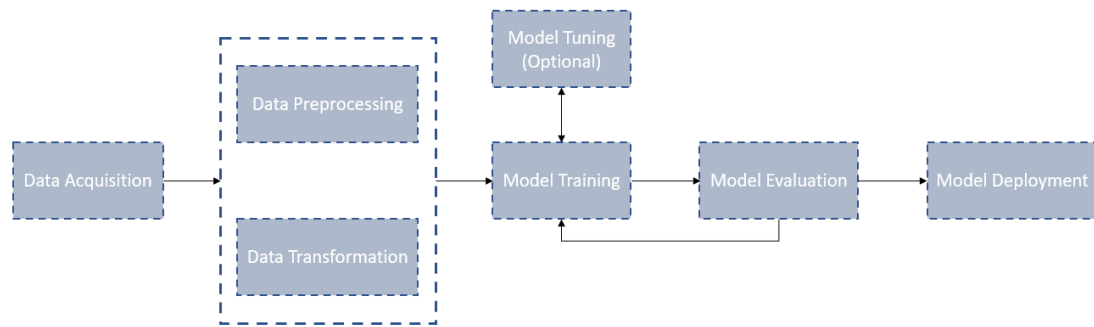 Data Acquisition
Data Preprocessing
Data Transformation
Model Tuning
(Optional)
Model Training
Model Evaluation
Model Deployment